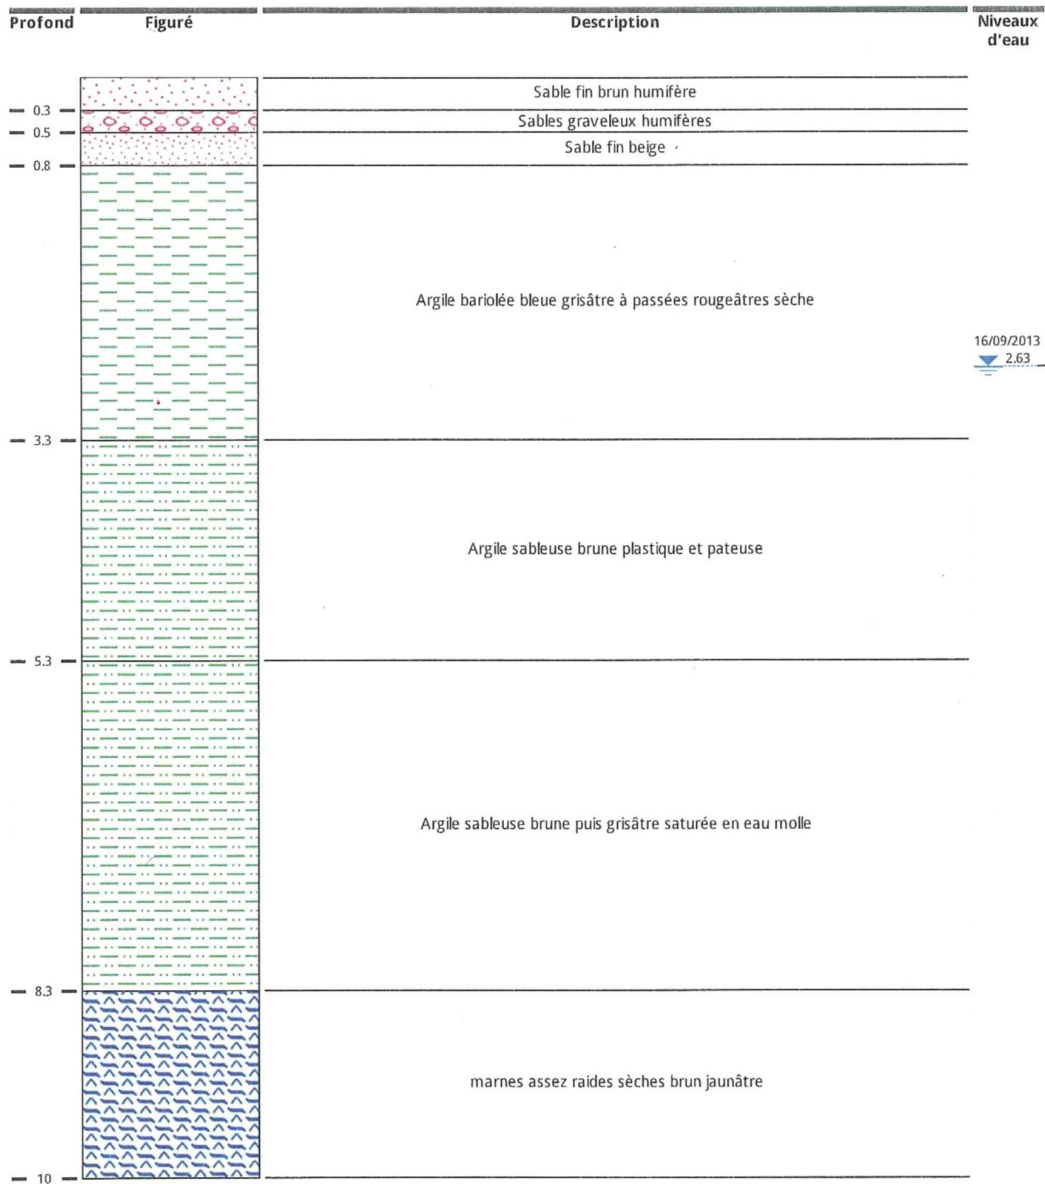 Profond Figuré Description Niveaux
d'eau
Sable fin brun humifère
0.3
Sables graveleux humifères
0.5
Sable fin beige
0.8
Argile bariolée bleue grisâtre à passées rougeâtres sèche
16/09/2013
2.63
3.3
Argile sableuse brune plastique et pateuse
5.3
Argile sableuse brune puis grisâtre saturée en eau molle
8.3
marnes assez raides sèches brun jaunâtre
10